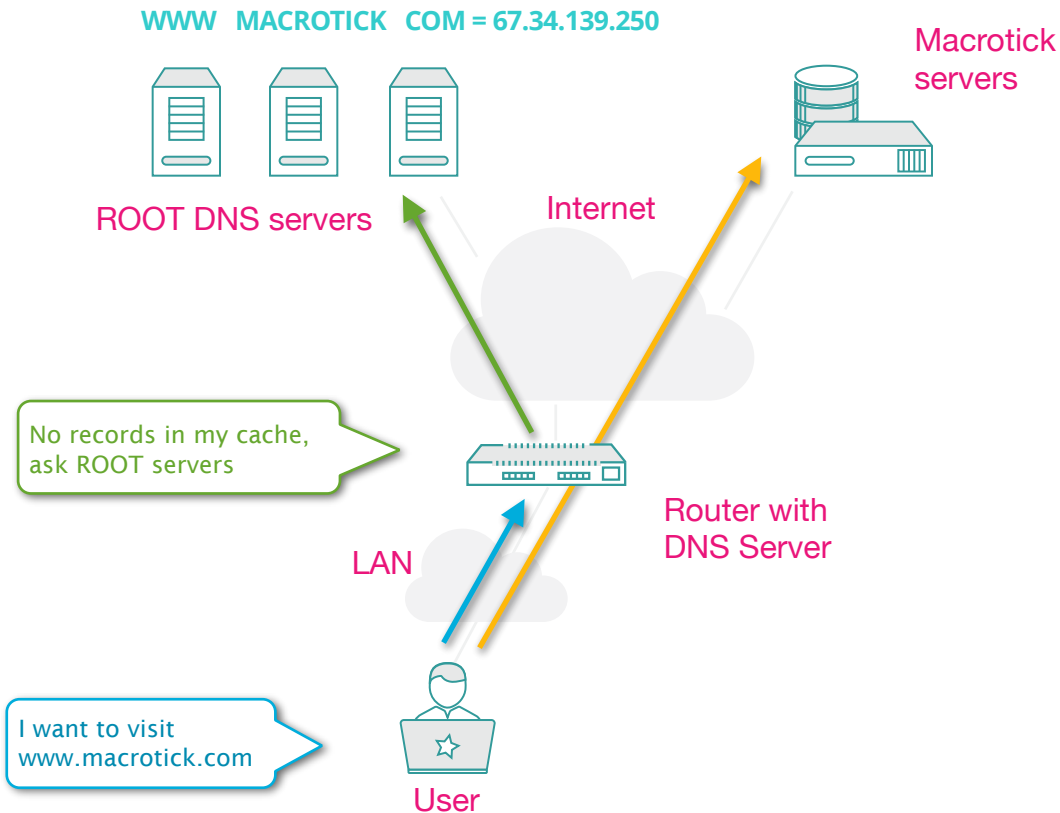 WWW MACROTICK COM = 67.34.139.250
Macrotick
servers
ROOT DNS servers
Internet
No records in my cache,
ask ROOT servers
Router with
DNS Server
LAN
I want to visit
www.macrotick.com
User